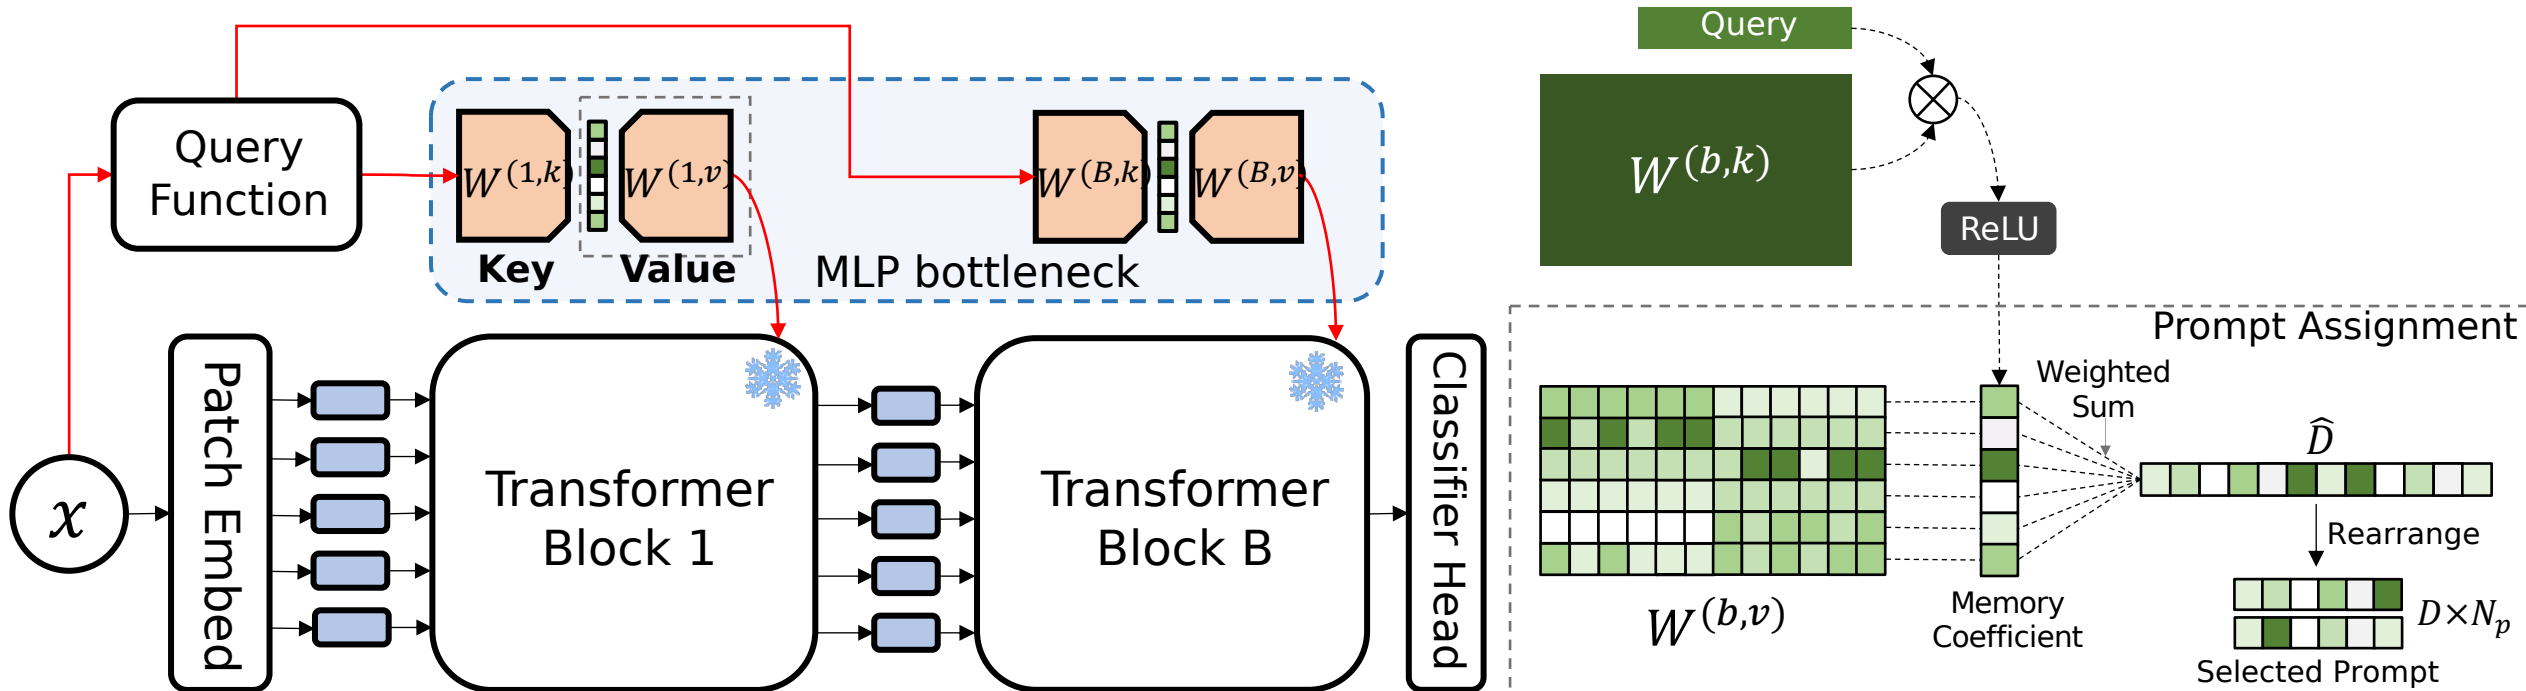 Query
Function
W^(1,k)
W^(1,v)
Key
Value
W^(B,k)
W^(B,v)
MLP bottleneck
x
Patch Embed
Transformer
Block 1
Transformer
Block B
Classifier Head
Query
W^(b,k)
ReLU
Prompt Assignment
Weighted
Sum
D̂
Rearrange
W^(b,v)
Memory
Coefficient
D×N_p
Selected Prompt